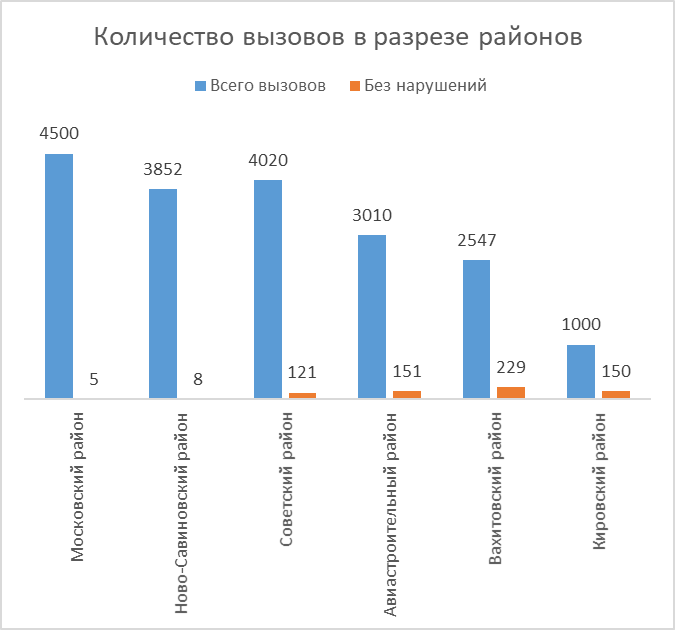 Количество вызовов в разрезе районов
Всего вызовов Без нарушений
4500 5
3852 8
4020 121
3010 151
2547 229
1000 150
Московский район
Ново-Савиновский район
Советский район
Авиастроительный район
Вахитовский район
Кировский район